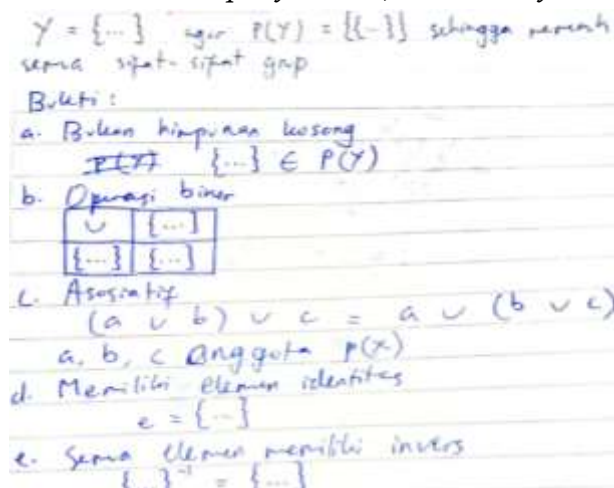 Y = {...} agar P(Y) = {{...}} sehingga memenuhi
semua sifat-sifat grup
Bukti :
a. Bukan himpunan kosong
P(Y) {...} ∈ P(Y)
b. Operasi biner
∪ {...}
{...} {...}
c. Asosiatif
(a ∪ b) ∪ c = a ∪ (b ∪ c)
a, b, c anggota P(X)
d. Memiliki elemen identitas
e = {...}
e. Semua elemen memiliki invers
{...}⁻¹ = {...}